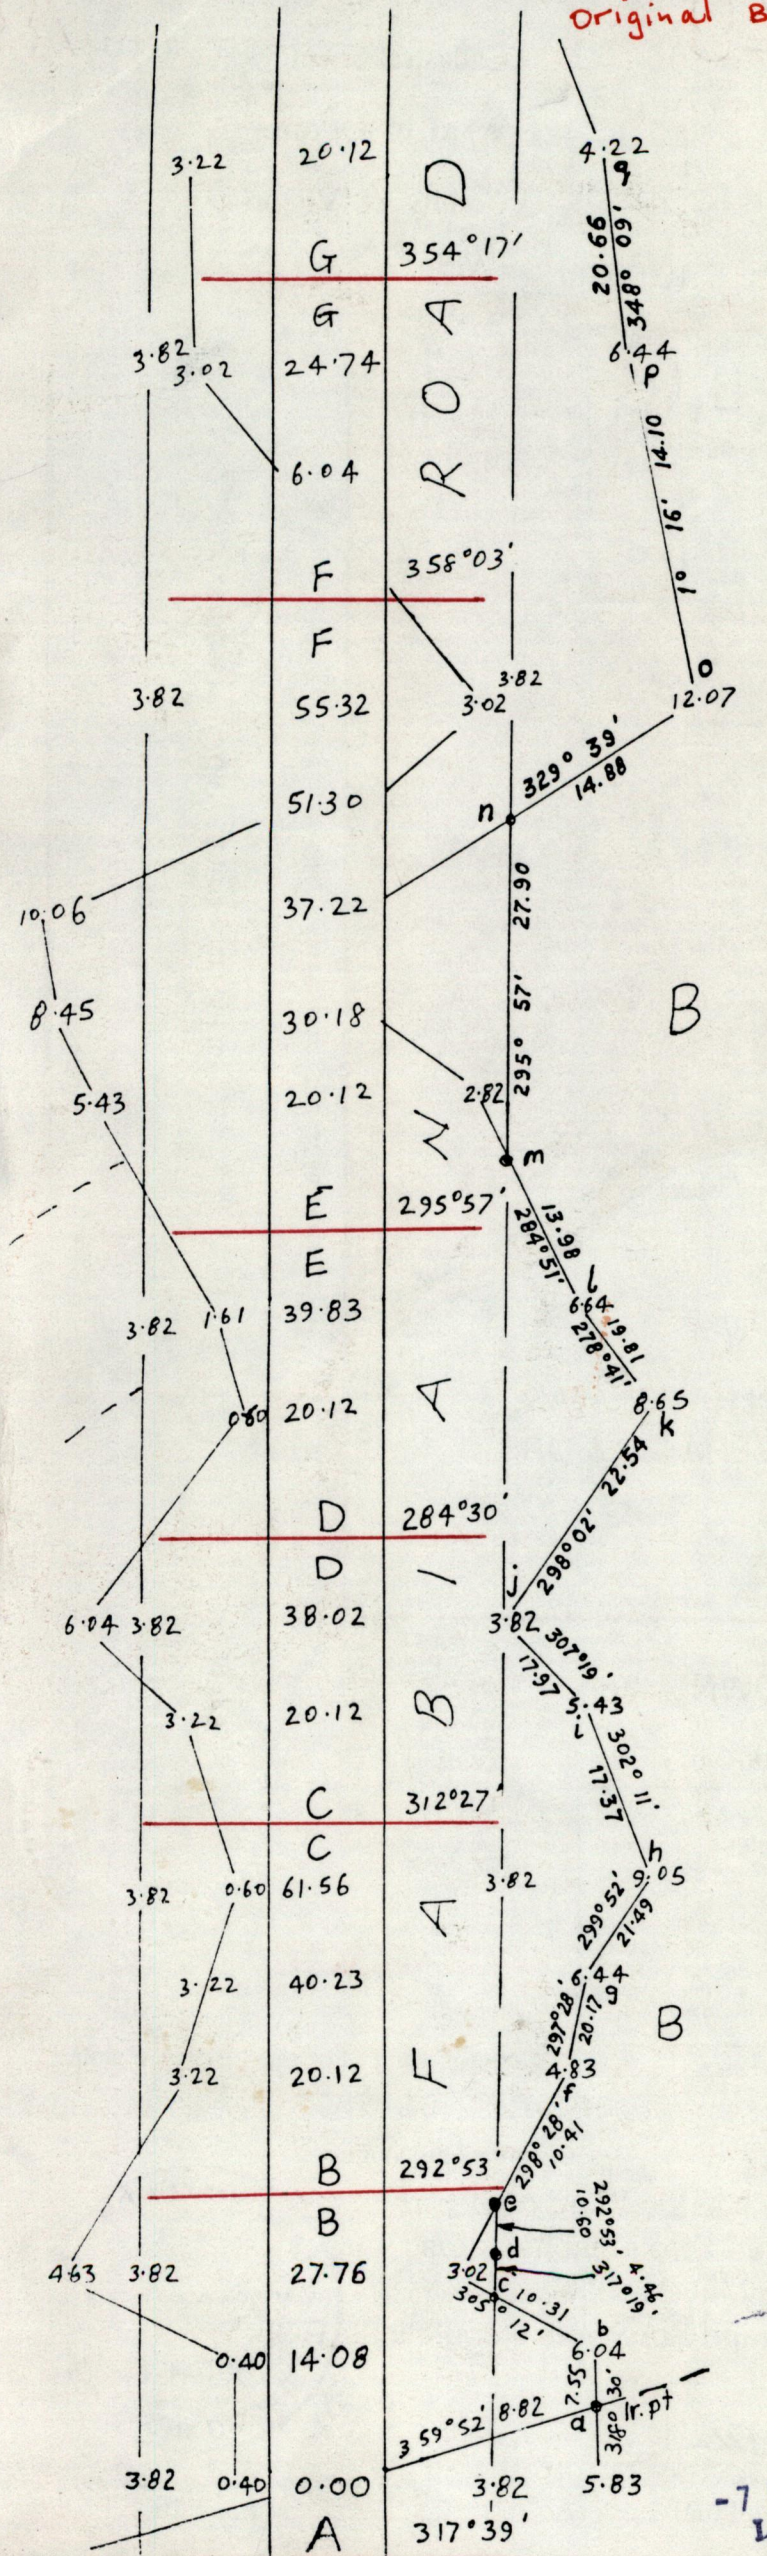 Original B
3.22 20.12 D 4.22
q
20.66 348° 09'
G 354°17'
G A
3.82 3.02 24.74 O 6.44
p
14.10
6.04 R
16'
1°
F 358°03'
F
o
3.82 55.32 3.02 3.82 12.07
329° 39'
14.88
51.30 n
27.90
10.06 37.22
57'
8.45 30.18 B
295°
5.43 20.12 2.82
N m
E 295°57'
13.98
284°51'
E
l
3.82 1.61 39.83 6.64
19.81
278°41'
0.60 20.12 A 8.65
k
22.54
298°02'
D 284°30'
D I j
6.04 3.82 38.02 3.82
307°19'
17.97
3.22 20.12 B 5.43
i
302° 11'
17.37
C 312°27'
C h
3.82 0.60 61.56 A 3.82 9.05
299°52'
21.49
3.22 40.23 6.44
g
297°28'
20.17
B
3.22 20.12 F 4.83
f
298°28'
10.41
B 292°53'
e
B
292°53'
10.60
d
4.63 3.82 27.76 3.02
4.46
317°19'
c
10.31
305° 12'
b
0.40 14.08 6.04
7.55
318° 30'
359°52' 8.82 a Ir.pt
3.82 0.40 0.00 3.82 5.83
-7
A 317°39'